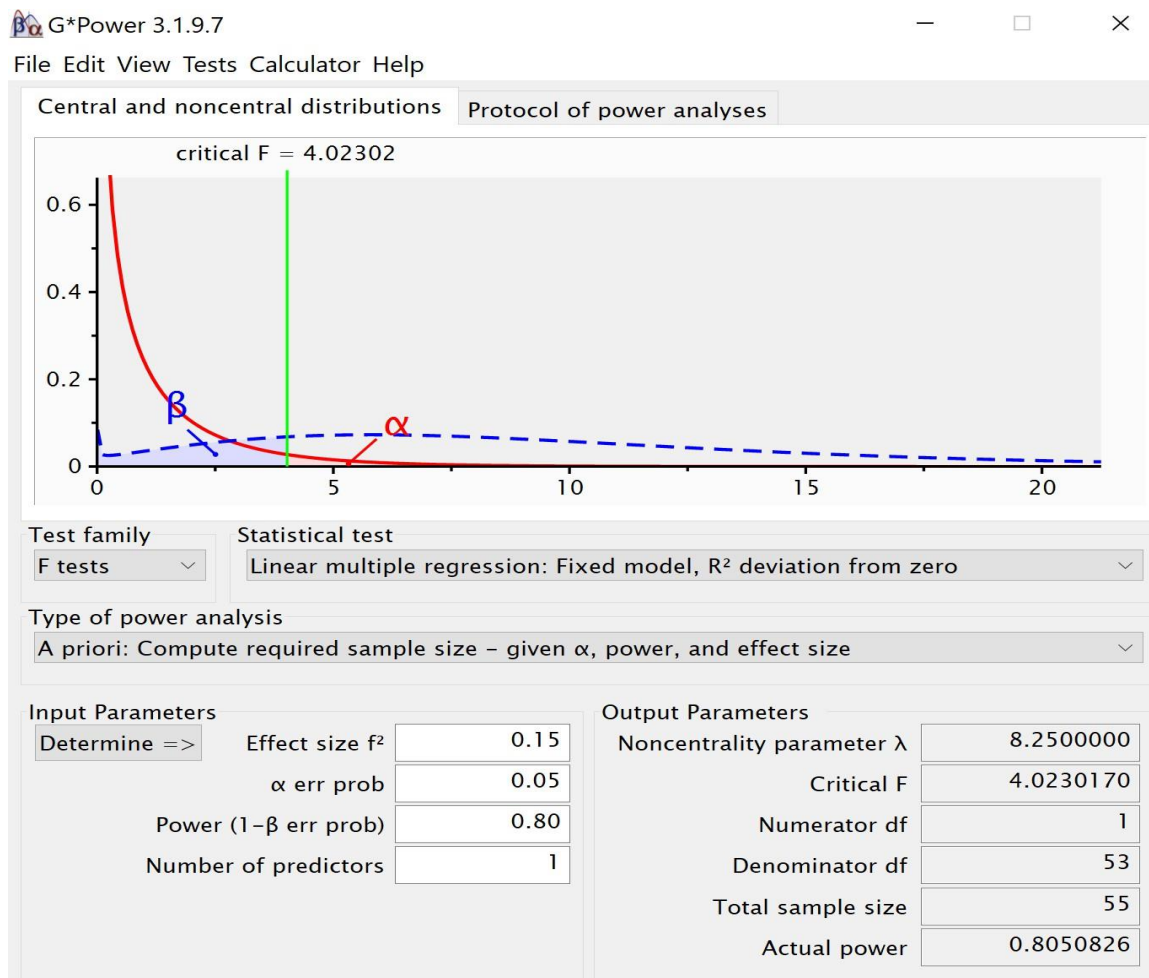 G*Power 3.1.9.7
File Edit View Tests Calculator Help
Central and noncentral distributions Protocol of power analyses
critical F = 4.02302
0.6
0.4
0.2
0
β
α
0 5 10 15 20
Test family Statistical test
F tests Linear multiple regression: Fixed model, R² deviation from zero
Type of power analysis
A priori: Compute required sample size – given α, power, and effect size
Input Parameters Output Parameters
Determine => Effect size f² 0.15 Noncentrality parameter λ 8.2500000
α err prob 0.05 Critical F 4.0230170
Power (1-β err prob) 0.80 Numerator df 1
Number of predictors 1 Denominator df 53
Total sample size 55
Actual power 0.8050826